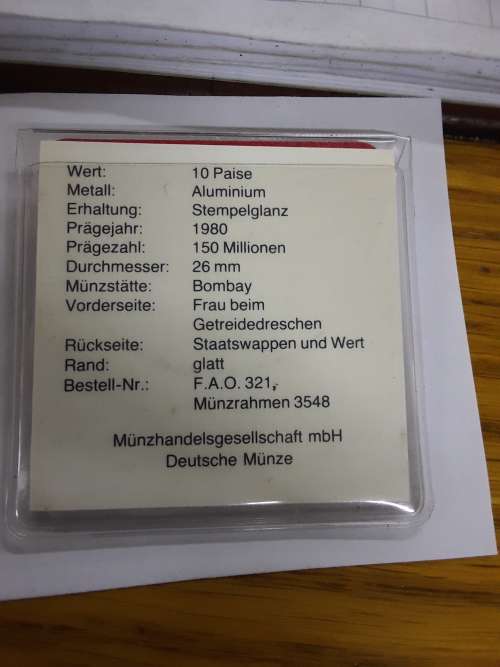 Wert: 10 Paise
Metall: Aluminium
Erhaltung: Stempelglanz
Prägejahr: 1980
Prägezahl: 150 Millionen
Durchmesser: 26 mm
Münzstätte: Bombay
Vorderseite: Frau beim
Getreidedreschen
Rückseite: Staatswappen und Wert
Rand: glatt
Bestell-Nr.: F.A.O. 321,-
Münzrahmen 3548
Münzhandelsgesellschaft mbH
Deutsche Münze